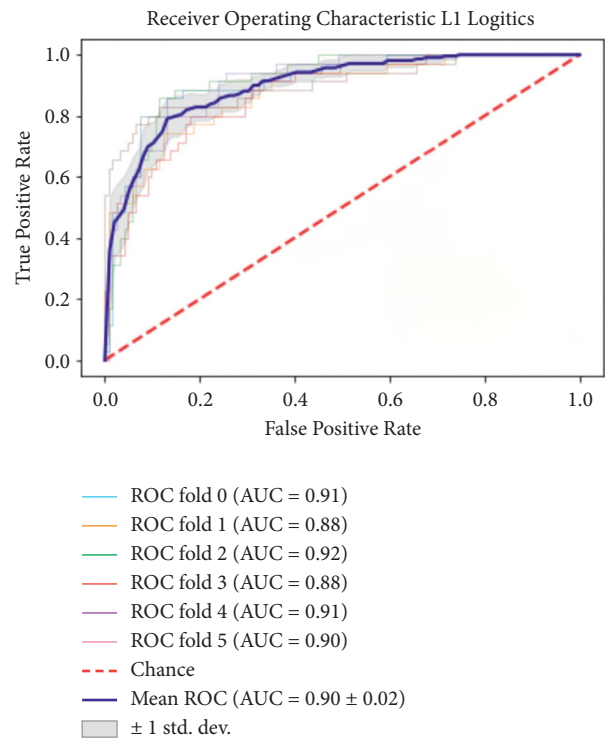 Receiver Operating Characteristic L1 Logitics
1.0
0.8
0.6
0.4
0.2
0.0
True Positive Rate
0.0 0.2 0.4 0.6 0.8 1.0
False Positive Rate
ROC fold 0 (AUC = 0.91)
ROC fold 1 (AUC = 0.88)
ROC fold 2 (AUC = 0.92)
ROC fold 3 (AUC = 0.88)
ROC fold 4 (AUC = 0.91)
ROC fold 5 (AUC = 0.90)
Chance
Mean ROC (AUC = 0.90 ± 0.02)
± 1 std. dev.